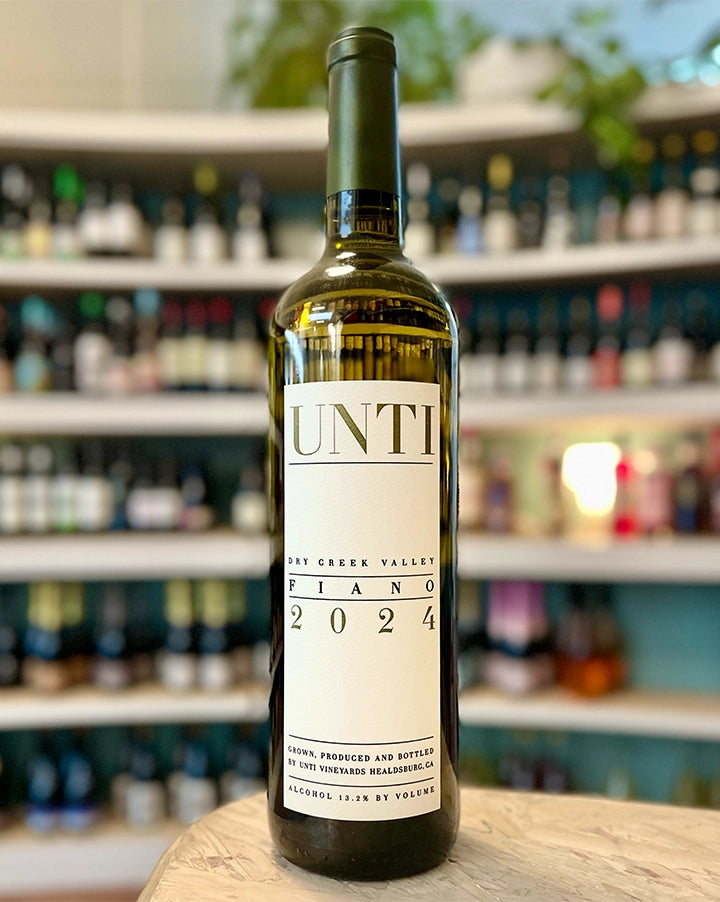 UNTI
DRY CREEK VALLEY
FIANO
2024
GROWN, PRODUCED AND BOTTLED
BY UNTI VINEYARDS HEALDSBURG, CA
ALCOHOL 13.2% BY VOLUME